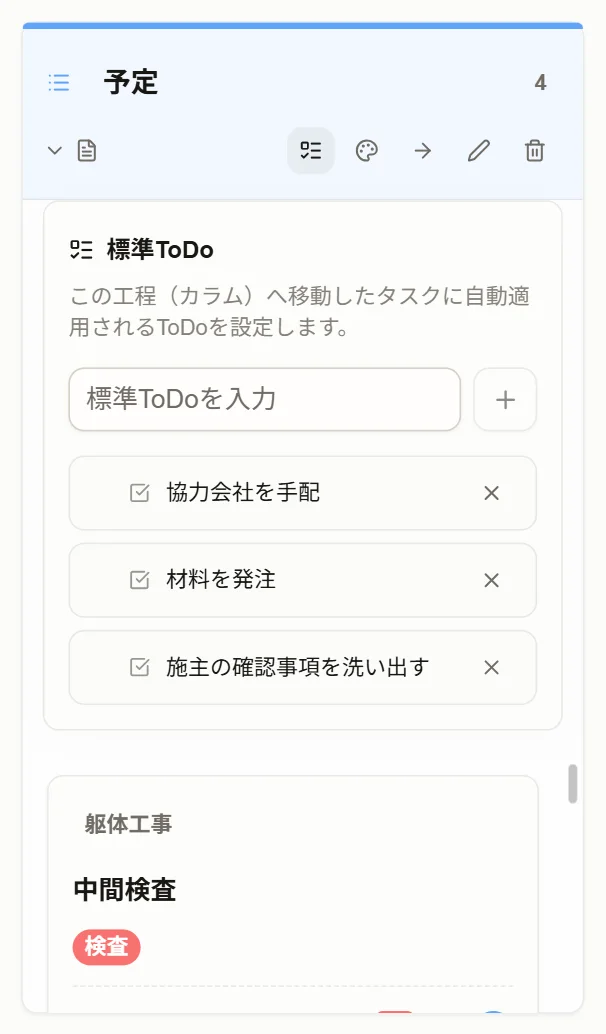 予定
4
標準ToDo
この工程（カラム）へ移動したタスクに自動適
用されるToDoを設定します。
標準ToDoを入力
協力会社を手配
材料を発注
施主の確認事項を洗い出す
躯体工事
中間検査
検査